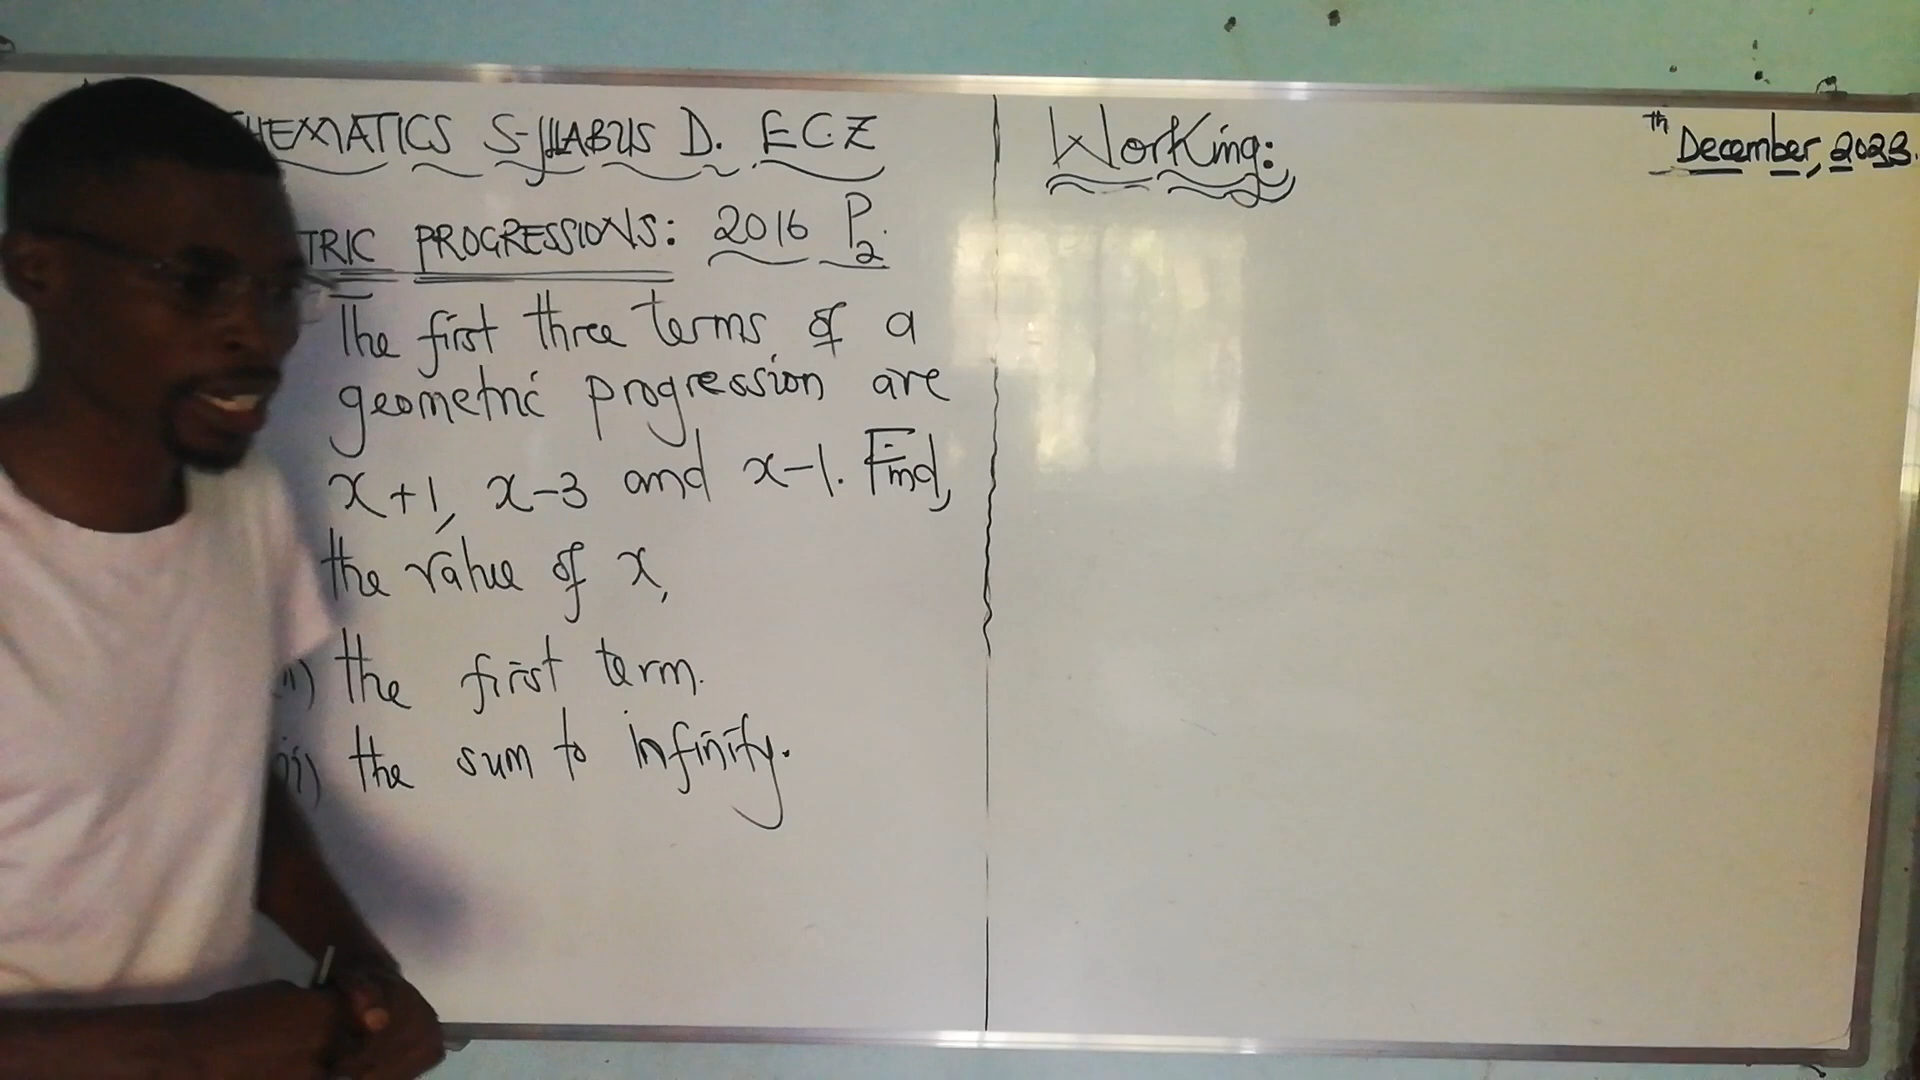 HEMATICS SYLLABUS D. ECZ
TRIC PROGRESSIONS: 2016 P2.
The first three terms of a
geometric progression are
x+1, x-3 and x-1. Find,
the value of x,
ii) the first term.
iii) the sum to infinity.
Working:
th December, 2023.